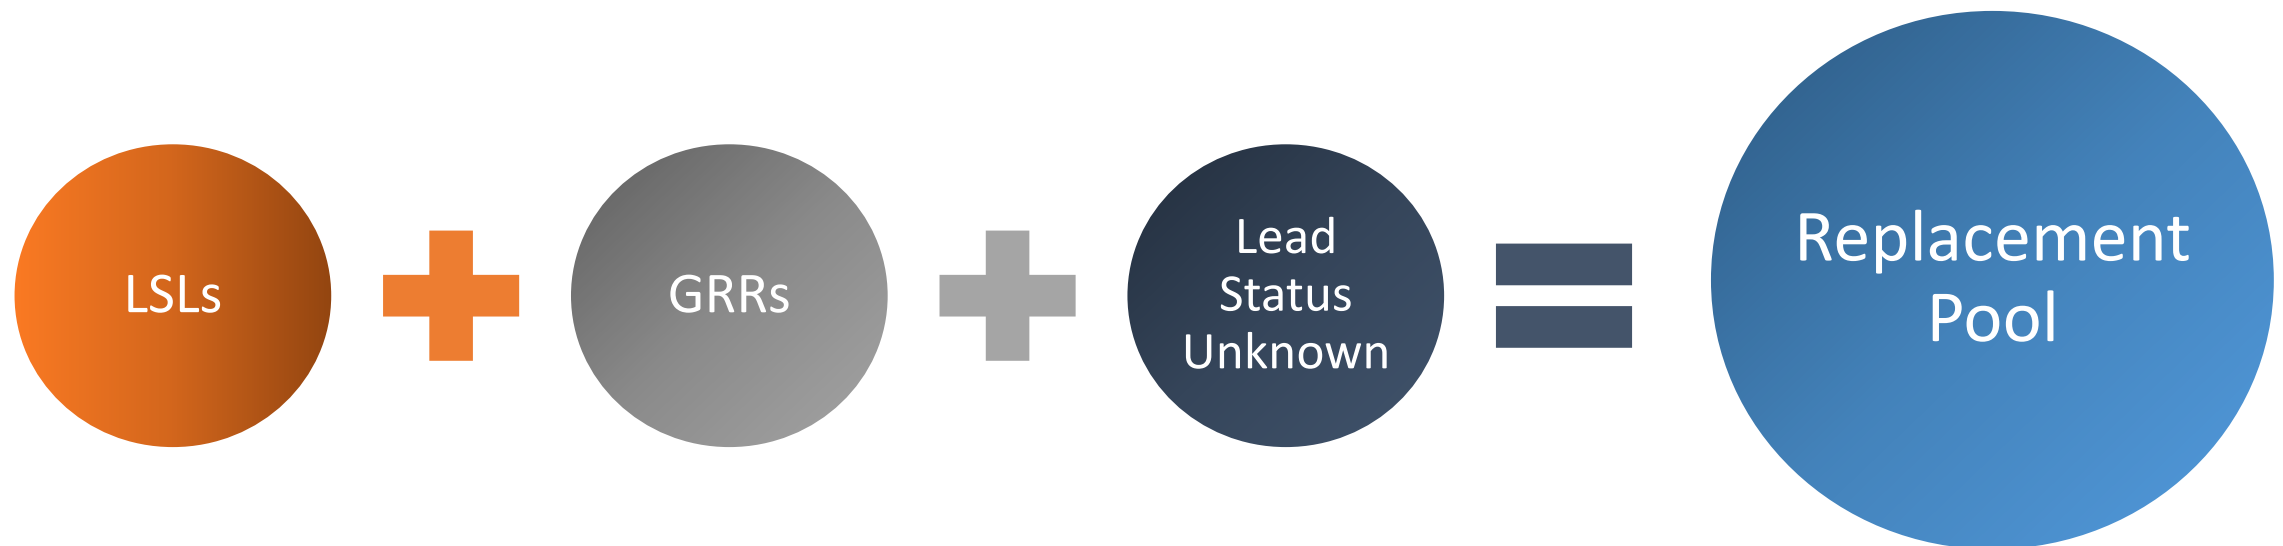 LSLs
GRRs
Lead
Status
Unknown
Replacement
Pool